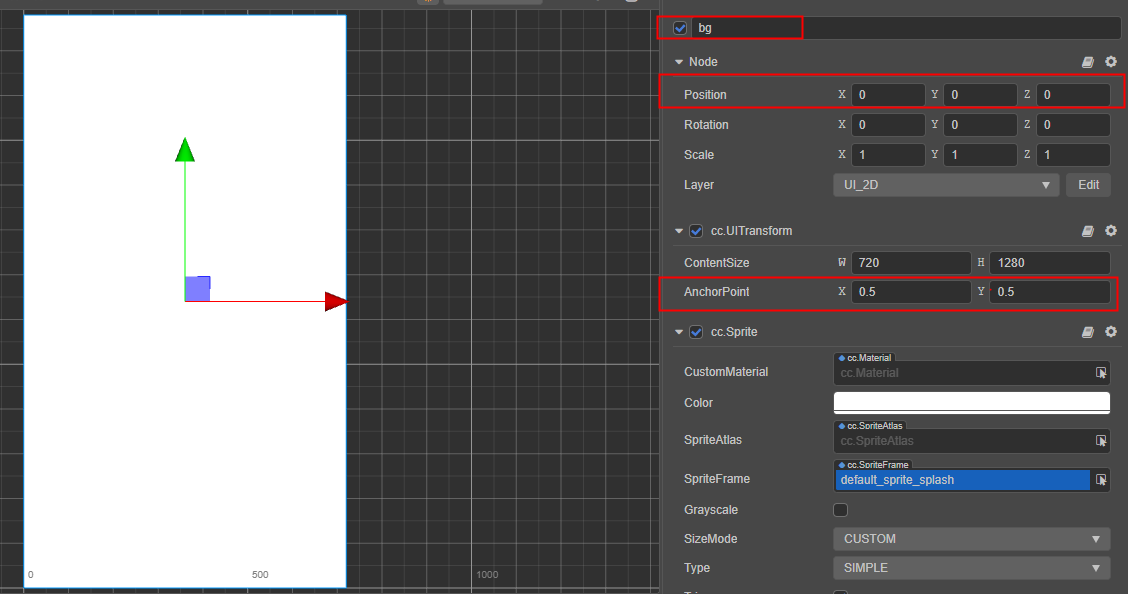 bg
Node
Position X 0 Y 0 Z 0
Rotation X 0 Y 0 Z 0
Scale X 1 Y 1 Z 1
Layer UI_2D Edit
cc.UITransform
ContentSize W 720 H 1280
AnchorPoint X 0.5 Y 0.5
cc.Sprite
cc.Material
CustomMaterial cc.Material
Color
cc.SpriteAtlas
SpriteAtlas cc.SpriteAtlas
cc.SpriteFrame
SpriteFrame default_sprite_splash
Grayscale
SizeMode CUSTOM
Type SIMPLE
0 500 1000